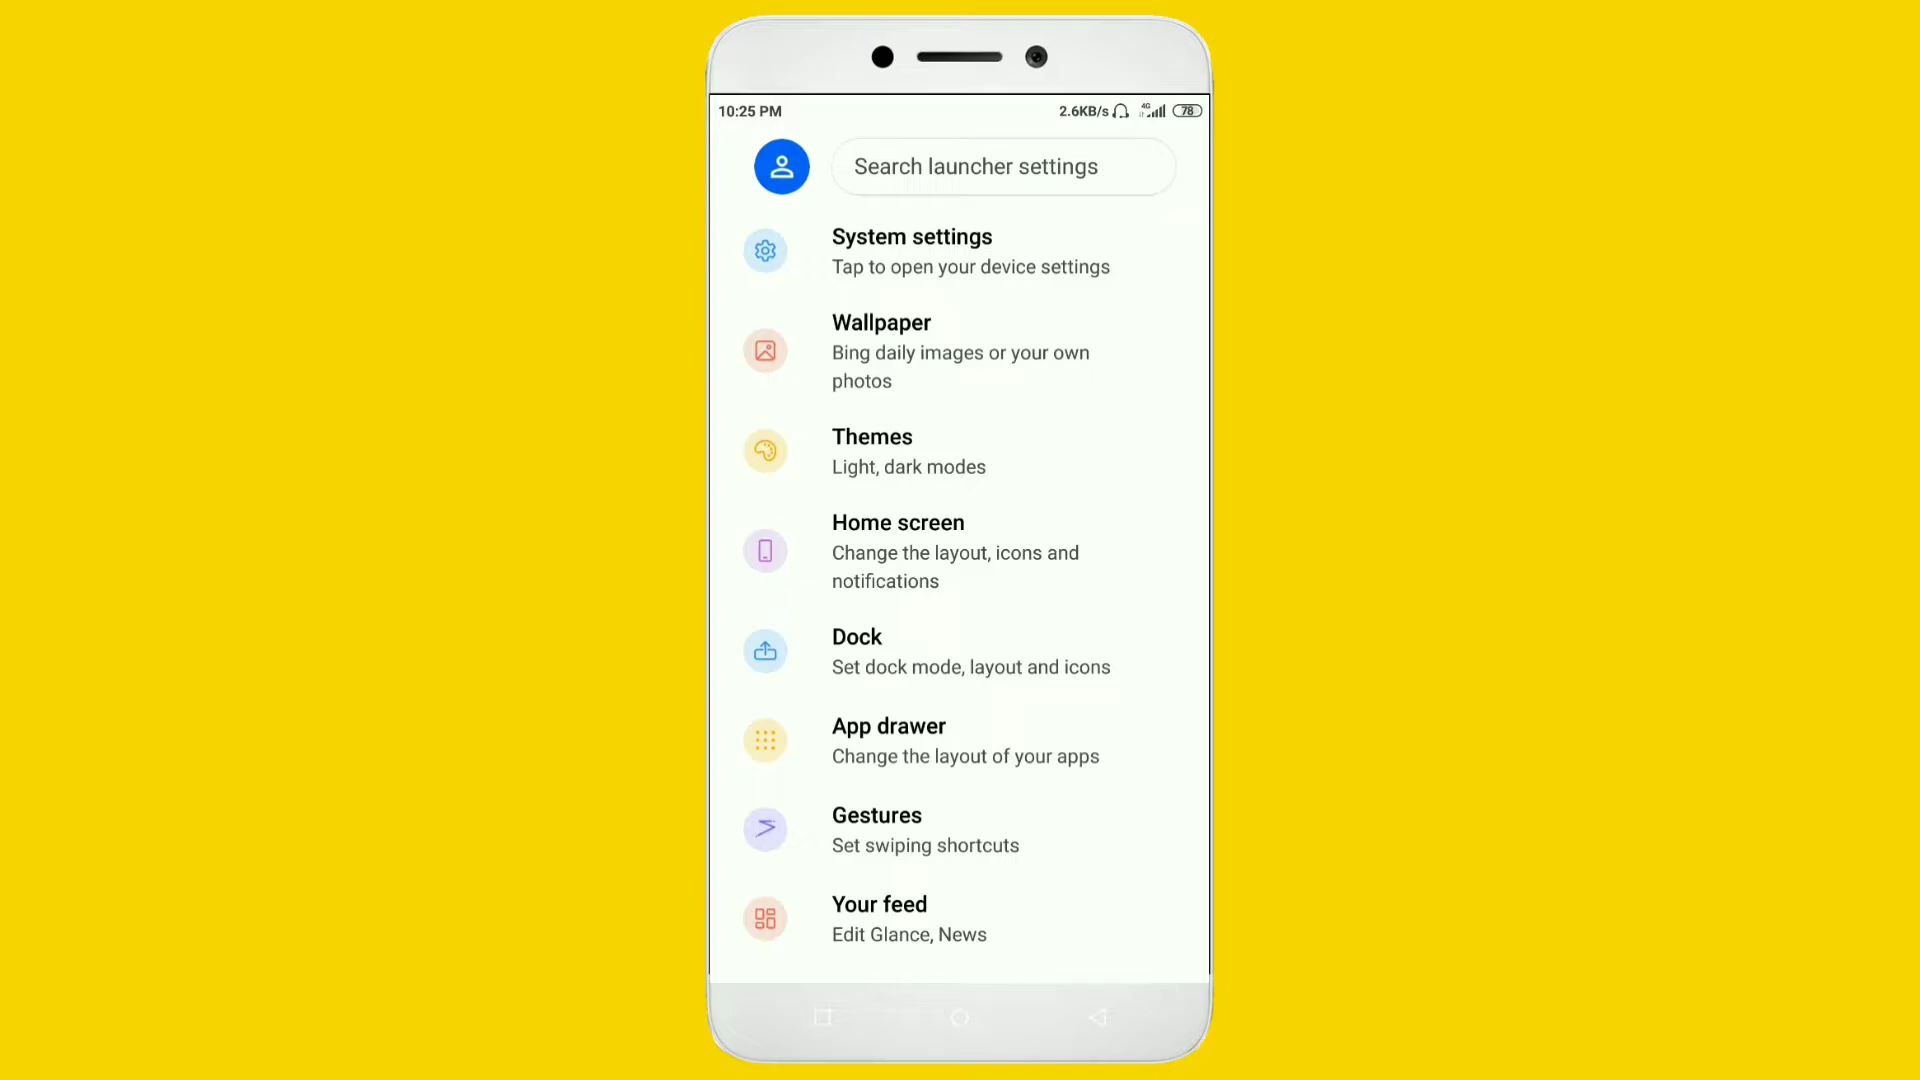 10:25 PM
2.6KB/s 4G 78
Search launcher settings
System settings
Tap to open your device settings
Wallpaper
Bing daily images or your own
photos
Themes
Light, dark modes
Home screen
Change the layout, icons and
notifications
Dock
Set dock mode, layout and icons
App drawer
Change the layout of your apps
Gestures
Set swiping shortcuts
Your feed
Edit Glance, News